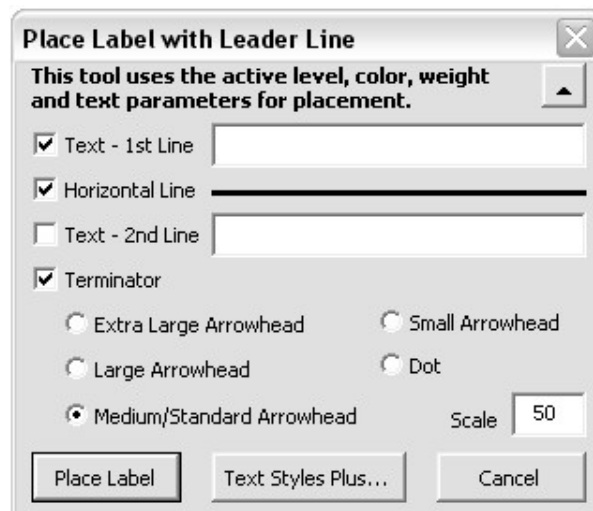 Place Label with Leader Line
This tool uses the active level, color, weight
and text parameters for placement.
Text - 1st Line
Horizontal Line
Text - 2nd Line
Terminator
Extra Large Arrowhead
Small Arrowhead
Large Arrowhead
Dot
Medium/Standard Arrowhead
Scale 50
Place Label
Text Styles Plus...
Cancel